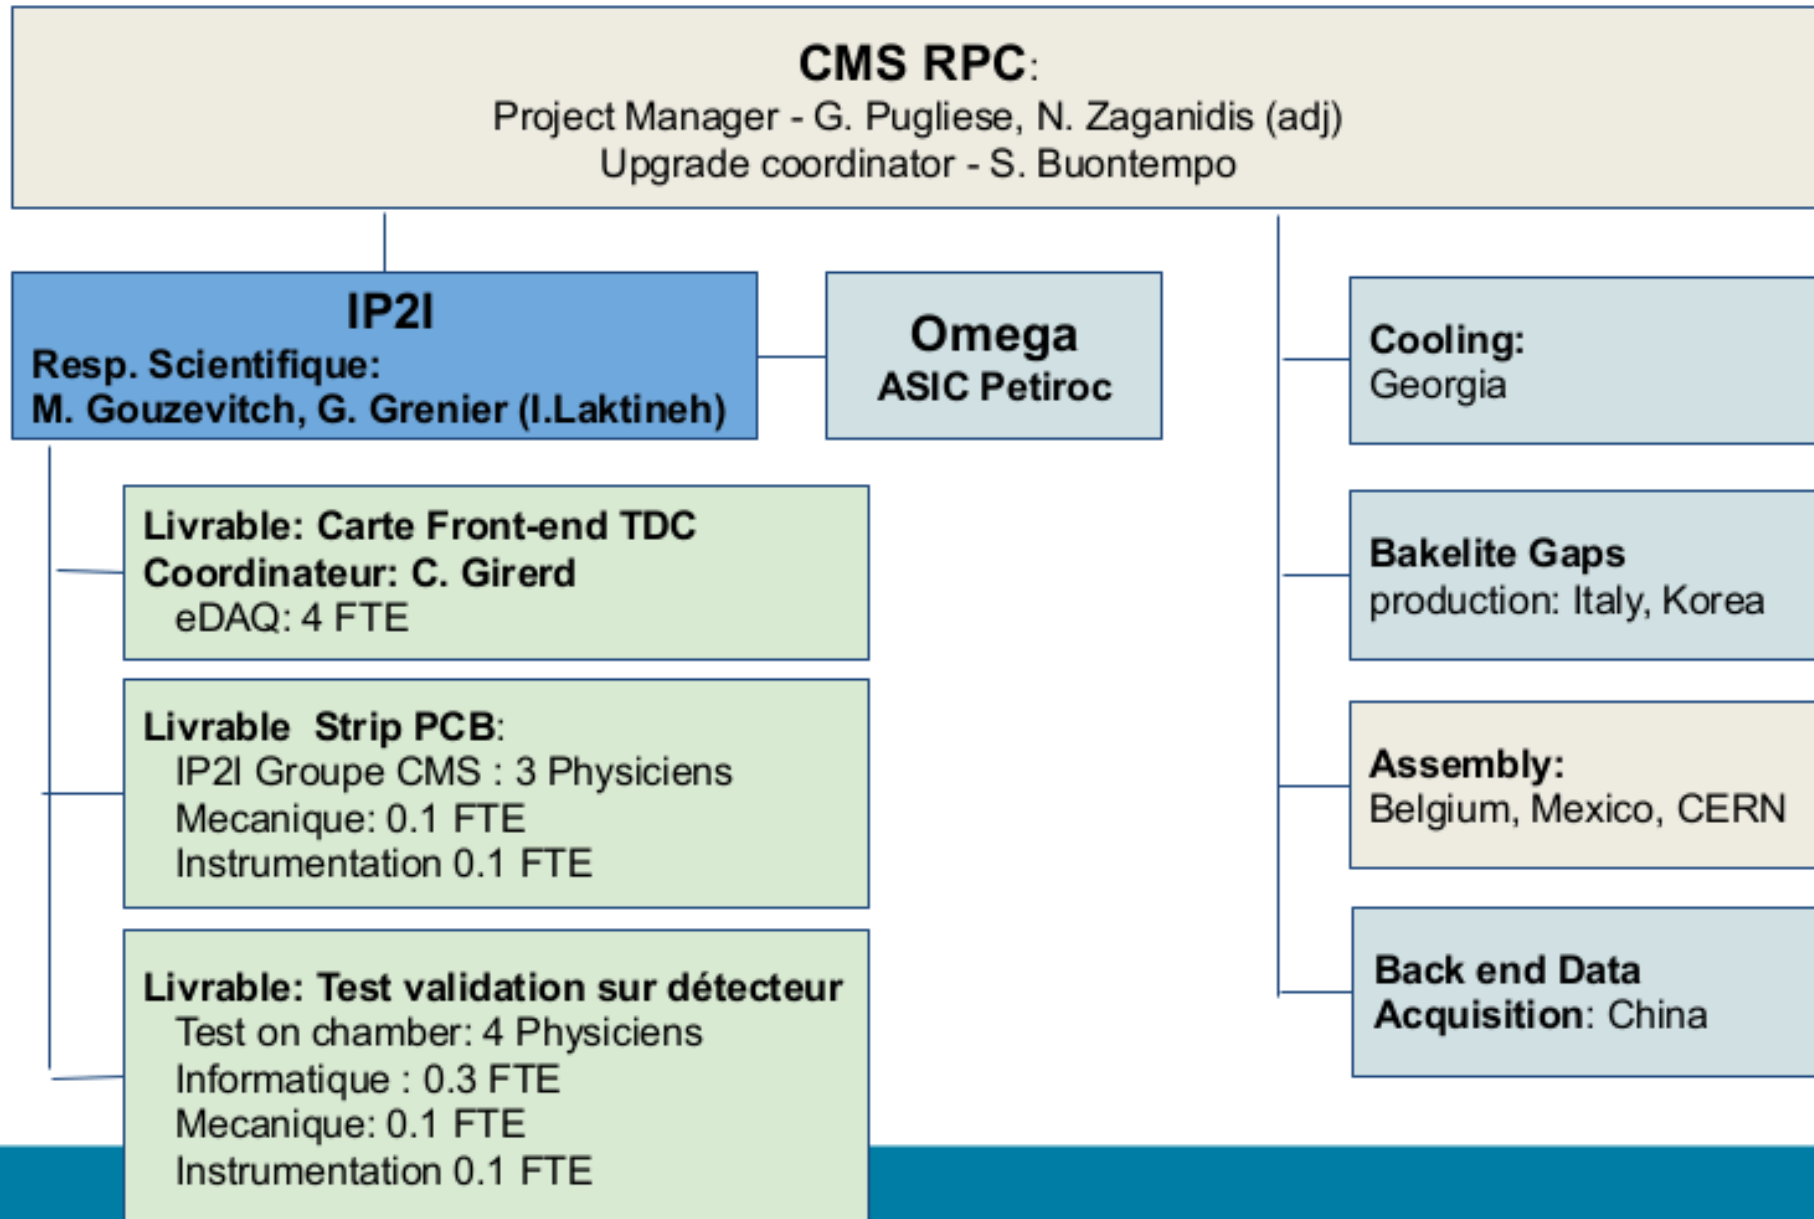 CMS RPC:
Project Manager - G. Pugliese, N. Zaganidis (adj)
Upgrade coordinator - S. Buontempo
IP2I
Resp. Scientifique:
M. Gouzevitch, G. Grenier (I.Laktineh)
Omega
ASIC Petiroc
Livrable: Carte Front-end TDC
Coordinateur: C. Girerd
eDAQ: 4 FTE
Livrable Strip PCB:
IP2I Groupe CMS : 3 Physiciens
Mecanique: 0.1 FTE
Instrumentation 0.1 FTE
Livrable: Test validation sur détecteur
Test on chamber: 4 Physiciens
Informatique : 0.3 FTE
Mecanique: 0.1 FTE
Instrumentation 0.1 FTE
Cooling:
Georgia
Bakelite Gaps
production: Italy, Korea
Assembly:
Belgium, Mexico, CERN
Back end Data
Acquisition: China